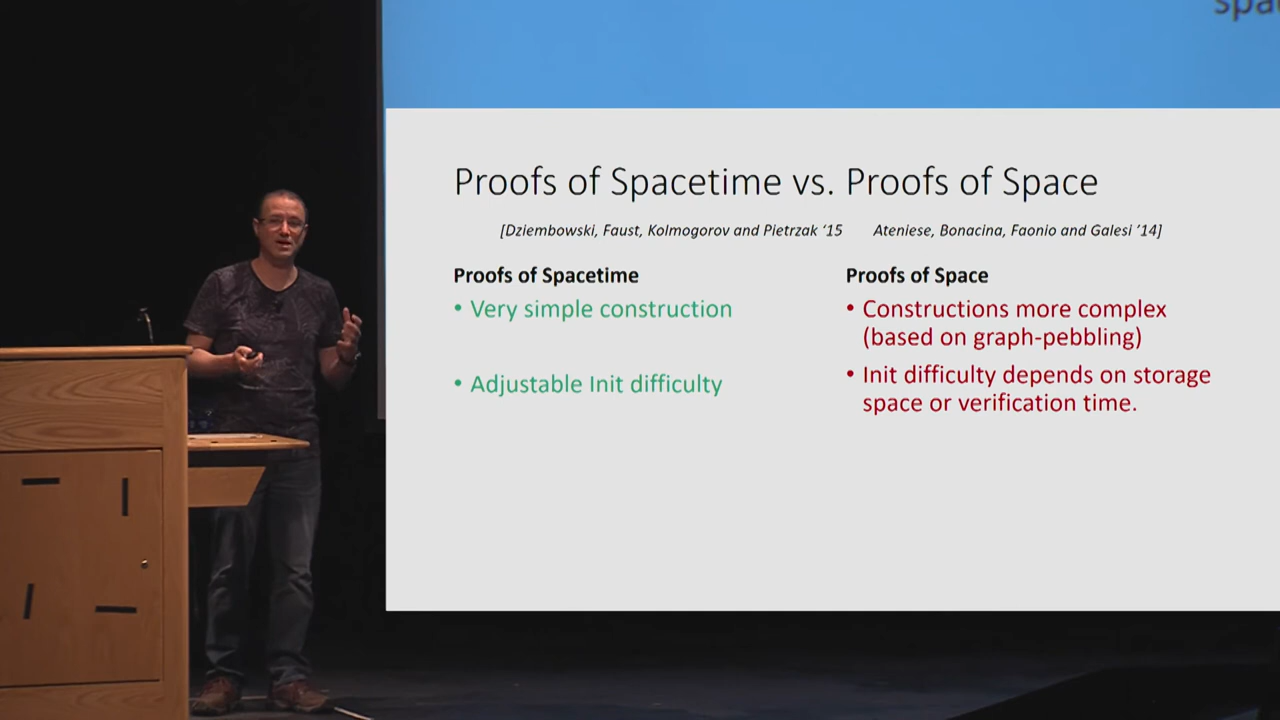 Proofs of Spacetime vs. Proofs of Space
[Dziembowski, Faust, Kolmogorov and Pietrzak ‘15 Ateniese, Bonacina, Faonio and Galesi ’14]
Proofs of Spacetime
• Very simple construction
• Adjustable Init difficulty
Proofs of Space
• Constructions more complex
(based on graph-pebbling)
• Init difficulty depends on storage
space or verification time.